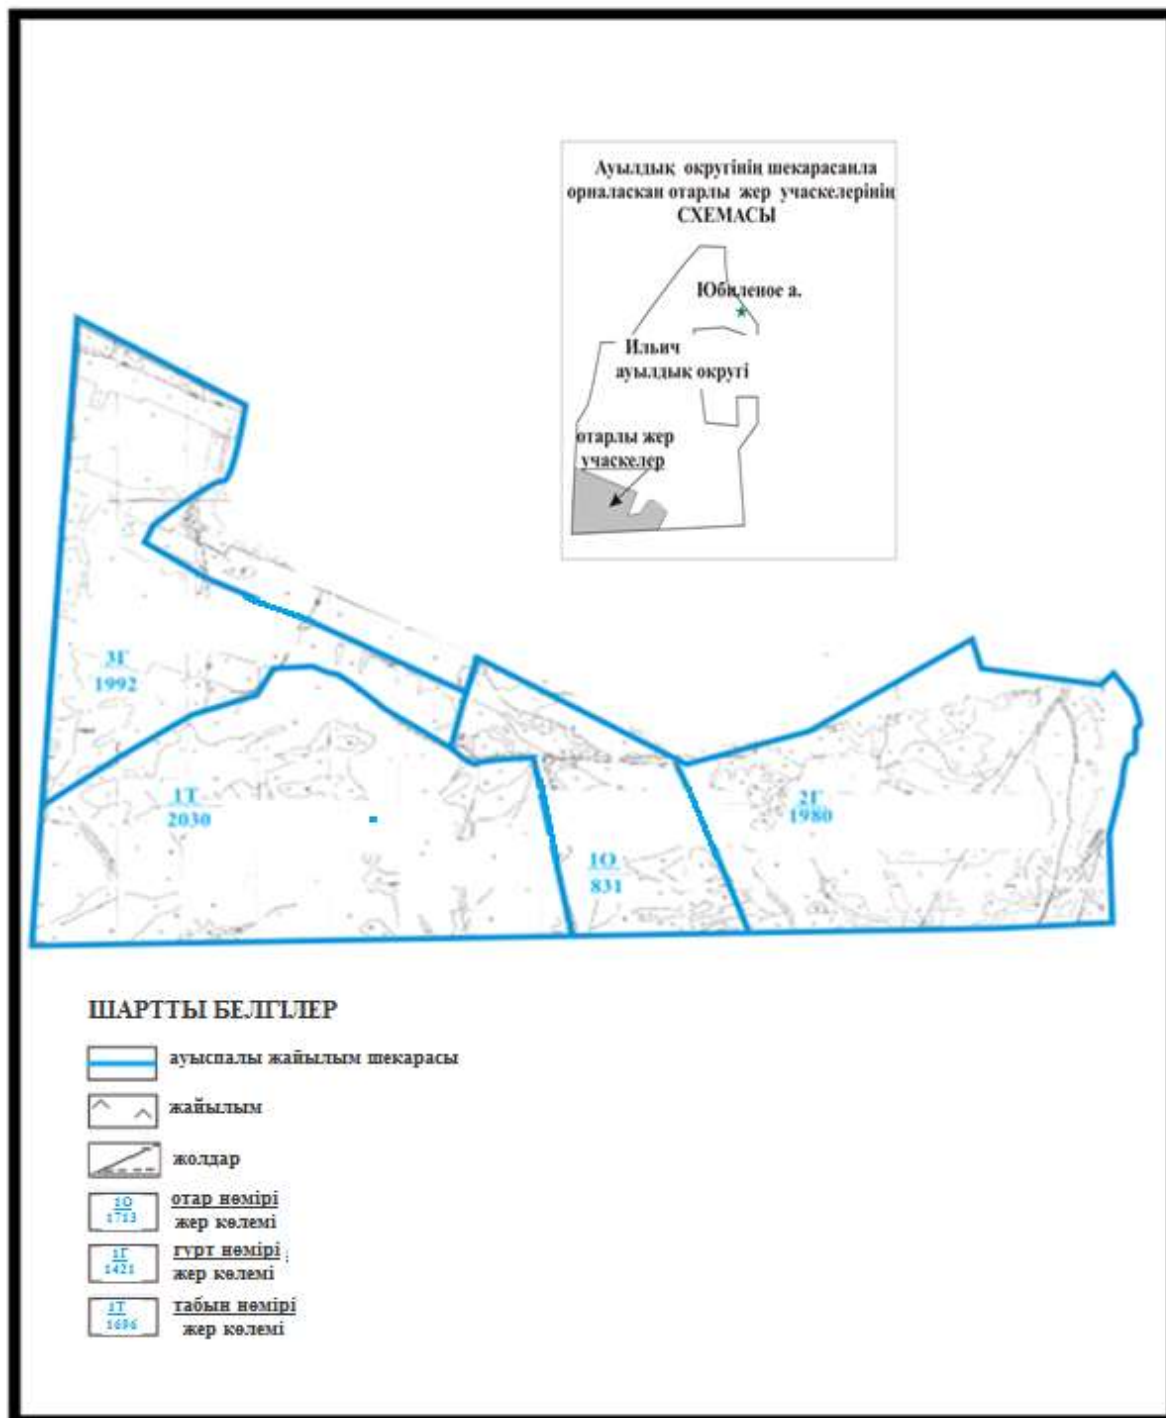 Ауылдық округінің шекарасанла
орналаскан отарлы жер учаскелерінің
СХЕМАСЫ
Юбиленое а.
Ильич
ауылдық округі
отарлы жер
учаскелер
3Г
1992
1Т
2030
1О
831
2Г
1980
ШАРТТЫ БЕЛГІЛЕР
ауыспалы жайылым шекарасы
жайылым
жолдар
1О
1713
отар нөмірі
жер көлемі
1Г
1421
гурт нөмірі
жер көлемі
1Т
1696
табын нөмірі
жер көлемі